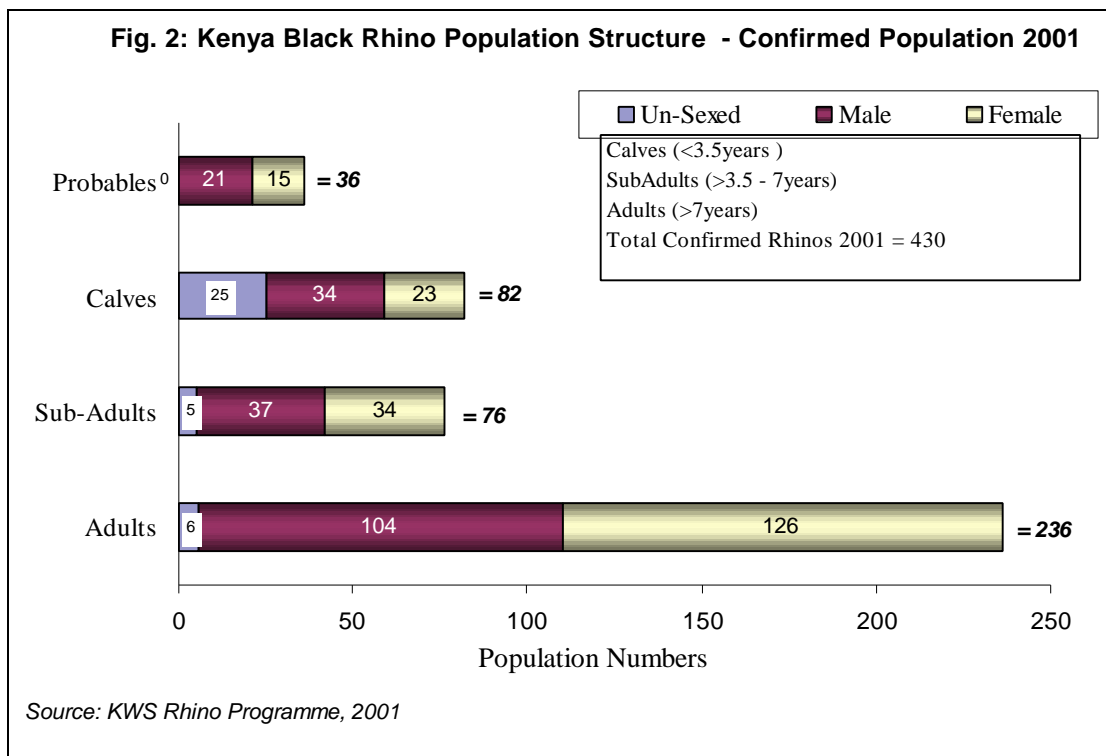 Fig. 2: Kenya Black Rhino Population Structure - Confirmed Population 2001
Un-Sexed Male Female
Calves (<3.5years )
SubAdults (>3.5 - 7years)
Adults (>7years)
Total Confirmed Rhinos 2001 = 430
Probables 0 21 15 = 36
Calves 25 34 23 = 82
Sub-Adults 5 37 34 = 76
Adults 6 104 126 = 236
0 50 100 150 200 250
Population Numbers
Source: KWS Rhino Programme, 2001